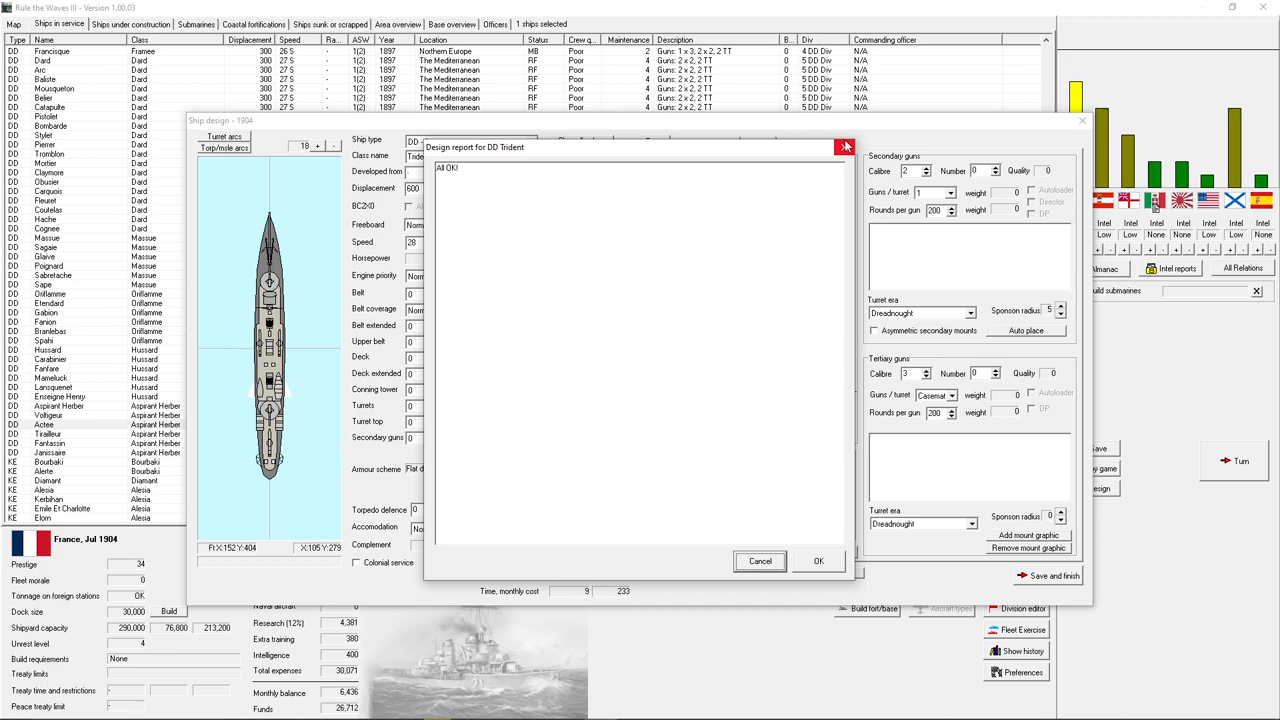 Rule the Waves III - Version 1.00.03
Map Ships in service Ships under construction Submarines Coastal fortifications Ships sunk or scrapped Area overview Base overview Officers 1 ships selected
Type Name Class Displacement Speed Ra... ASW Year Location Status Crew q... Maintenance Description B... Div Commanding officer
DD Francisque Framee 300 26 S - 1(2) 1897 Northern Europe MB Poor 2 Guns: 1 x 3, 2 x 2, 2 TT 0 4 DD Div N/A
DD Dard Dard 300 27 S - 1(2) 1897 The Mediterranean RF Poor 4 Guns: 2 x 2, 2 TT 0 5 DD Div N/A
DD Arc Dard 300 27 S - 1(2) 1897 The Mediterranean RF Poor 4 Guns: 2 x 2, 2 TT 0 5 DD Div N/A
DD Baliste Dard 300 27 S - 1(2) 1897 The Mediterranean RF Poor 4 Guns: 2 x 2, 2 TT 0 5 DD Div N/A
DD Mousqueton Dard 300 27 S - 1(2) 1897 The Mediterranean RF Poor 4 Guns: 2 x 2, 2 TT 0 5 DD Div N/A
DD Belier Dard 300 27 S - 1(2) 1897 The Mediterranean RF Poor 4 Guns: 2 x 2, 2 TT 0 5 DD Div N/A
DD Catapulte Dard 300 27 S - 1(2) 1897 The Mediterranean RF Poor 4 Guns: 2 x 2, 2 TT 0 5 DD Div N/A
DD Pistolet Dard
DD Bombarde Dard
DD Stylet Dard
DD Pierrer Dard
DD Tromblon Dard
DD Mortier Dard
DD Claymore Dard
DD Obusier Dard
DD Carquois Dard
DD Fleuret Dard
DD Coutelas Dard
DD Hache Dard
DD Cognee Dard
DD Massue Massue
DD Sagaie Massue
DD Glaive Massue
DD Poignard Massue
DD Sabretache Massue
DD Sape Massue
DD Oriflamme Oriflamme
DD Etendard Oriflamme
DD Gabion Oriflamme
DD Fanion Oriflamme
DD Branlebas Oriflamme
DD Spahi Oriflamme
DD Hussard Hussard
DD Carabinier Hussard
DD Fanfare Hussard
DD Mameluck Hussard
DD Lansquenet Hussard
DD Enseigne Henry Hussard
DD Aspirant Herber Aspirant Herber
DD Voltigeur Aspirant Herber
DD Actee Aspirant Herber
DD Tirailleur Aspirant Herber
DD Fantassin Aspirant Herber
DD Janissaire Aspirant Herber
KE Bourbaki Bourbaki
KE Alerte Bourbaki
KE Diamant Diamant
KE Alesia Alesia
KE Kerbihan Alesia
KE Emile Et Charlotte Alesia
KE Elorn Alesia
Ship design - 1904
Turret arcs
Torp/msle arcs
18 + -
Ft X:152 Y:404 X:105 Y:279
Ship type DD -
Class name Tride
Developed from -
Displacement 600
BC2X0
Freeboard Norm
Speed 28
Horsepower
Engine priority Norm
Belt 0
Belt coverage Norm
Belt extended 0
Upper belt 0
Deck 0
Deck extended 0
Conning tower 0
Turrets 0
Turret top 0
Secondary guns 0
Armour scheme Flat d
Torpedo defence 0
Accomodation No
Complement
Colonial service
Time, monthly cost 9 233
Design report for DD Trident
All OK!
Cancel OK
Secondary guns
Calibre 2 Number 0 Quality 0
Guns / turret 1 weight 0 Autoloader
Director
Rounds per gun 200 weight 0 DP
Turret era
Dreadnought Sponson radius 5
Asymmetric secondary mounts Auto place
Tertiary guns
Calibre 3 Number 0 Quality 0
Guns / turret Casemat weight 0 Autoloader
Rounds per gun 200 weight 0 DP
Turret era
Dreadnought Sponson radius 0
Add mount graphic
Remove mount graphic
Save and finish
Intel Intel Intel Intel Intel Intel Intel
Low Low None None Low Low None
+ - + - + - + - + - + -
Almanac Intel reports All Relations
uild submarines
ave
y game
esign
Turn
France, Jul 1904
Prestige 34
Fleet morale 0
Tonnage on foreign stations OK
Dock size 30,000 Build
Shipyard capacity 290,000 76,800 213,200
Unrest level 4
Build requirements None
Treaty limits
Treaty time and restrictions - 
Peace treaty limit -
Naval aircraft 0
Research (12%) 4,381
Extra training 380
Intelligence 400
Total expenses 30,071
Monthly balance 6,436
Funds 26,712
Build fort/base Aircraft types Division editor
Fleet Exercise
Show history
Preferences